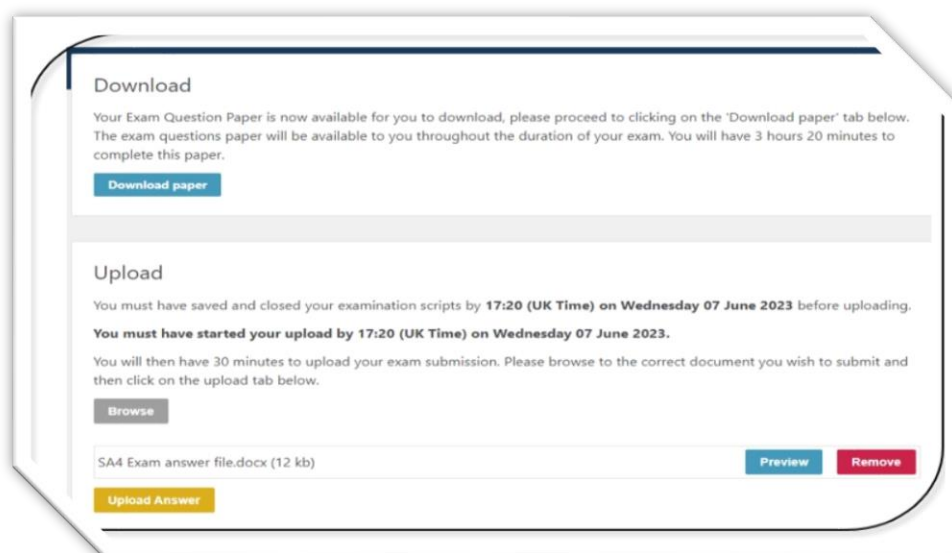 Download
Your Exam Question Paper is now available for you to download, please proceed to clicking on the 'Download paper' tab below.
The exam questions paper will be available to you throughout the duration of your exam. You will have 3 hours 20 minutes to
complete this paper.
Download paper
Upload
You must have saved and closed your examination scripts by 17:20 (UK Time) on Wednesday 07 June 2023 before uploading.
You must have started your upload by 17:20 (UK Time) on Wednesday 07 June 2023.
You will then have 30 minutes to upload your exam submission. Please browse to the correct document you wish to submit and
then click on the upload tab below.
Browse
SA4 Exam answer file.docx (12 kb)
Preview
Remove
Upload Answer